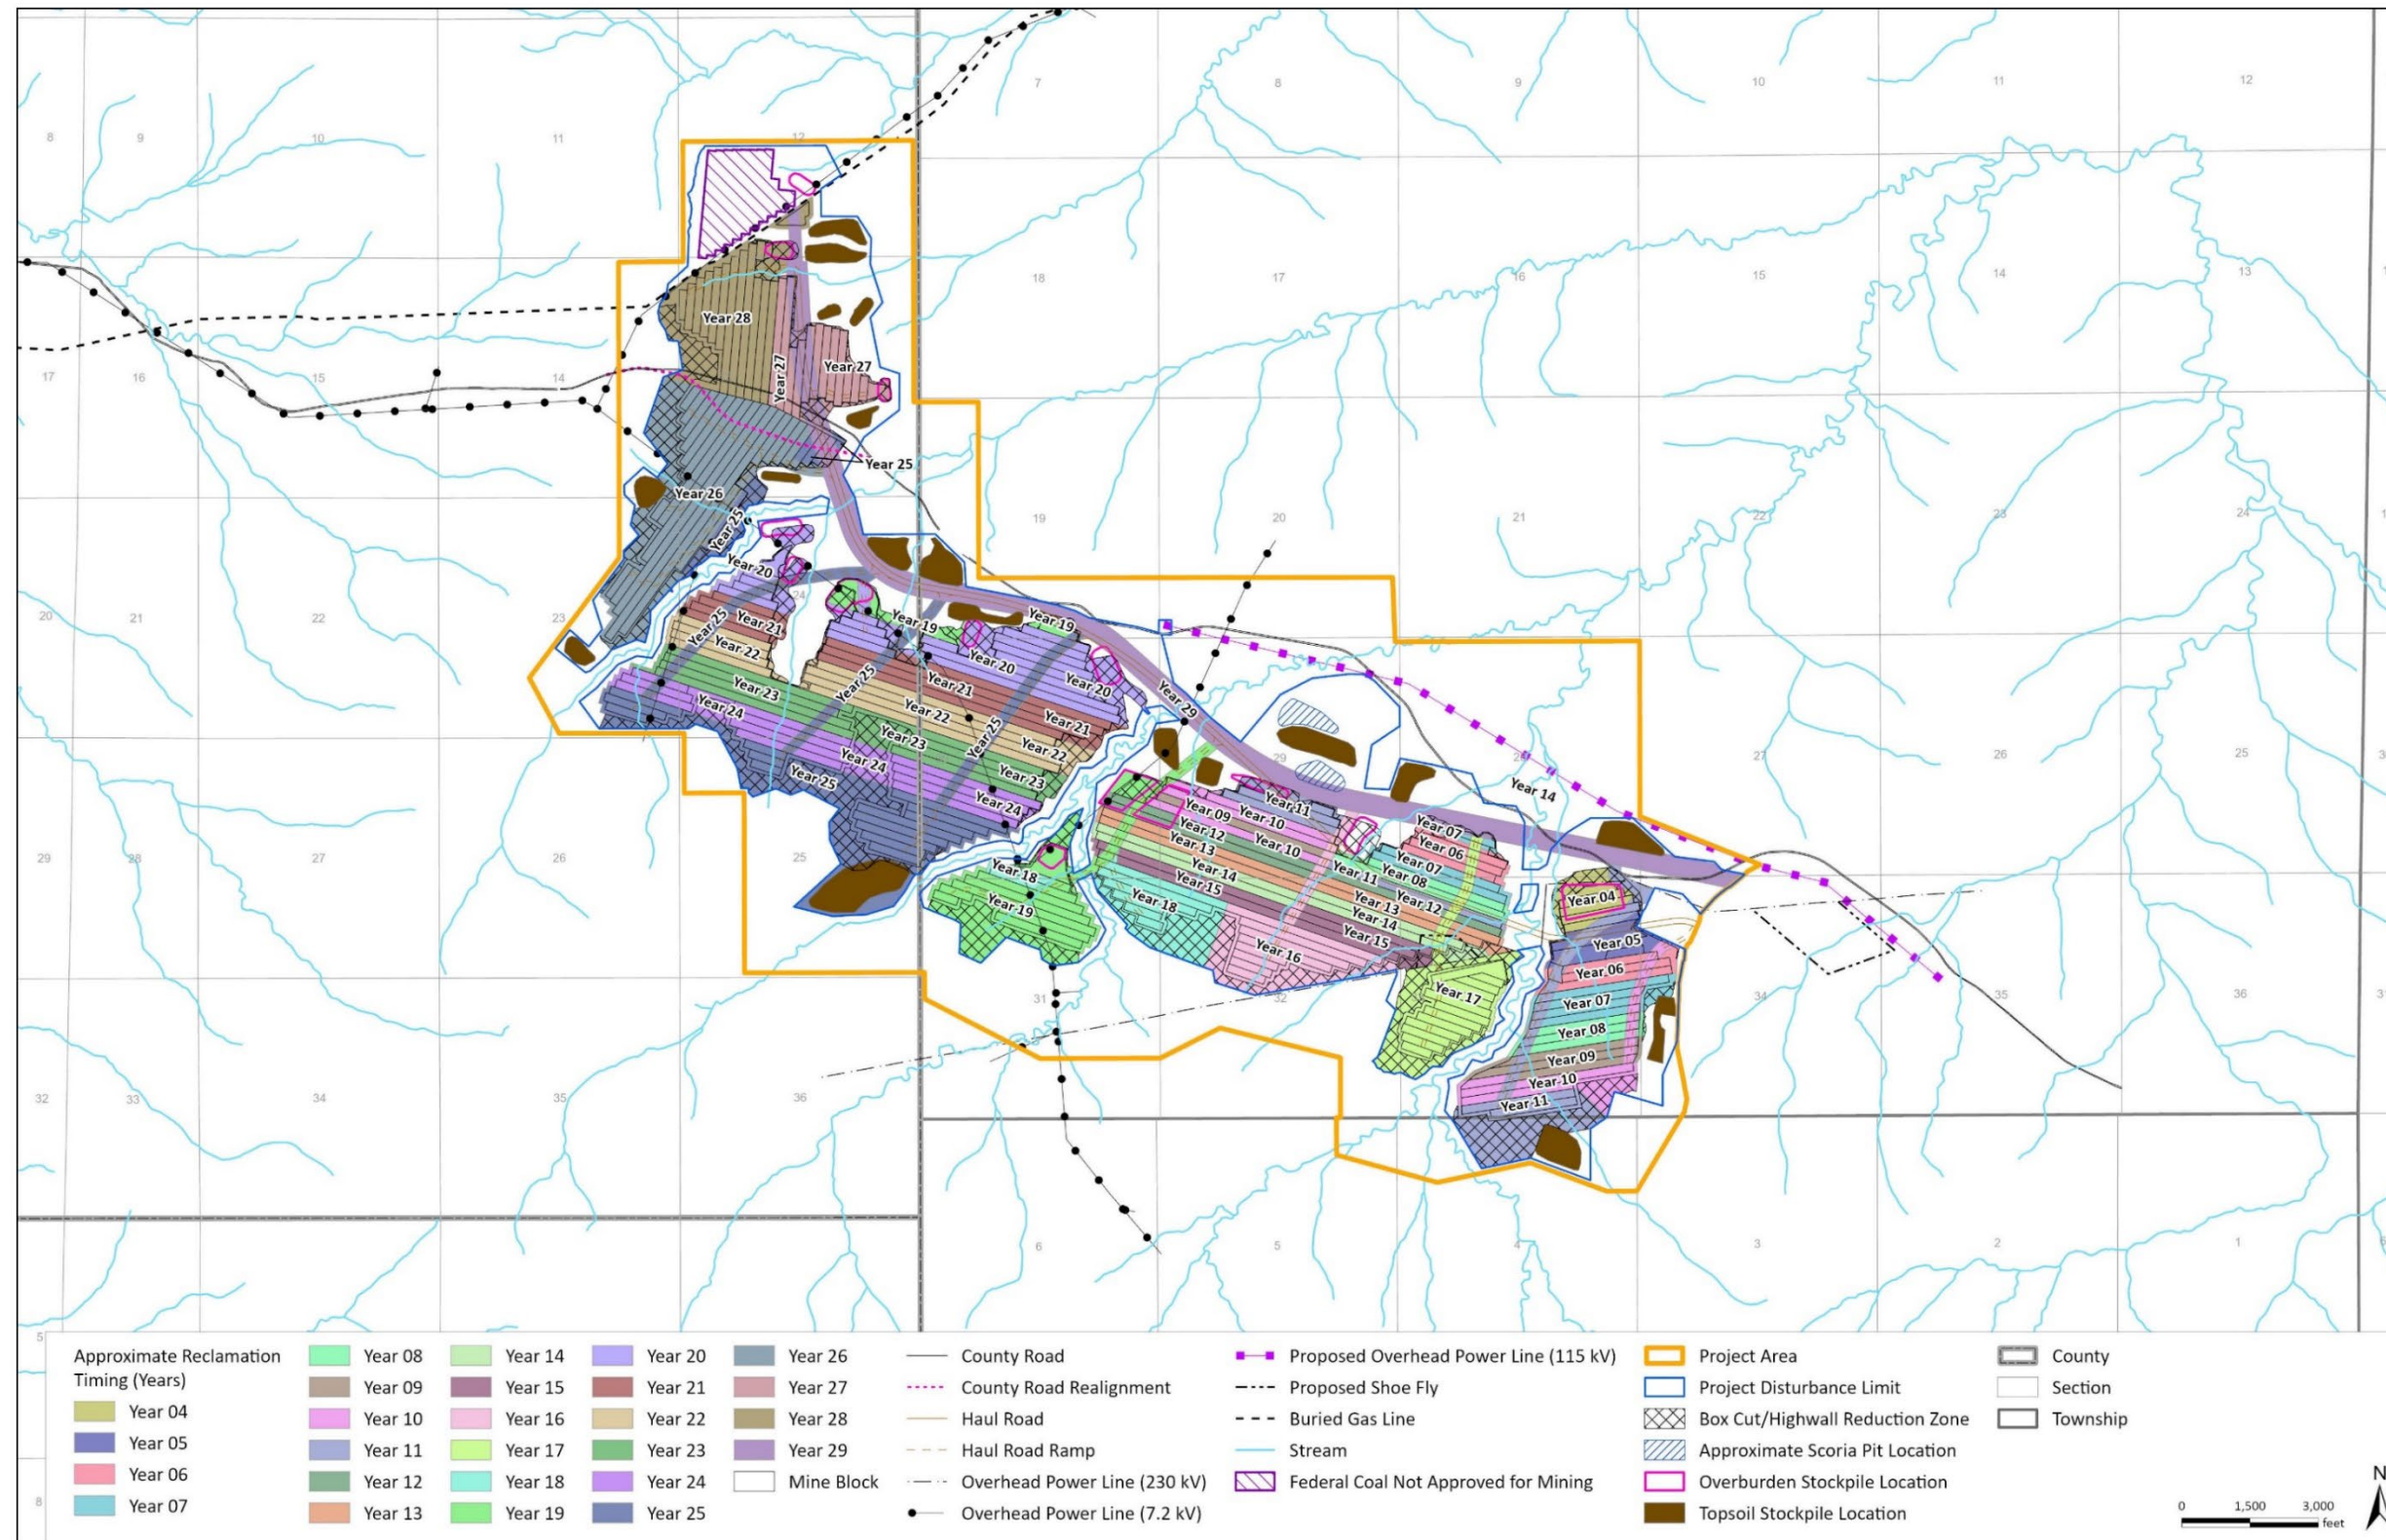 7
8
9
10
11
12
8
9
10
11
12
18
17
16
15
14
13
Year 28
Year 27
Year 27
17
16
15
14
Year 25
Year 26
Year 25
19
20
21
22
23
24
Year 20
24
20
21
22
23
Year 25
Year 21
Year 19
Year 19
Year 22
Year 20
Year 20
Year 23
Year 25
Year 21
Year 29
Year 24
Year 22
Year 21
Year 23
Year 25
Year 22
Year 24
Year 25
Year 23
Year 24
29
27
26
25
Year 14
Year 11
Year 09
Year 10
Year 12
Year 10
Year 13
Year 07
Year 06
Year 07
Year 08
Year 11
Year 12
Year 14
Year 15
Year 13
Year 14
Year 15
Year 18
Year 16
29
28
27
26
25
Year 18
Year 19
Year 04
Year 05
Year 06
Year 07
Year 08
Year 09
Year 10
Year 11
Year 17
31
32
34
35
36
32
33
34
35
36
6
5
4
3
2
1
5
8
Approximate Reclamation
Timing (Years)
Year 04
Year 05
Year 06
Year 07
Year 08
Year 09
Year 10
Year 11
Year 12
Year 13
Year 14
Year 15
Year 16
Year 17
Year 18
Year 19
Year 20
Year 21
Year 22
Year 23
Year 24
Year 25
Year 26
Year 27
Year 28
Year 29
Mine Block
County Road
County Road Realignment
Haul Road
Haul Road Ramp
Overhead Power Line (230 kV)
Overhead Power Line (7.2 kV)
Proposed Overhead Power Line (115 kV)
Proposed Shoe Fly
Buried Gas Line
Stream
Federal Coal Not Approved for Mining
Project Area
Project Disturbance Limit
Box Cut/Highwall Reduction Zone
Approximate Scoria Pit Location
Overburden Stockpile Location
Topsoil Stockpile Location
County
Section
Township
0 1,500 3,000
feet
N